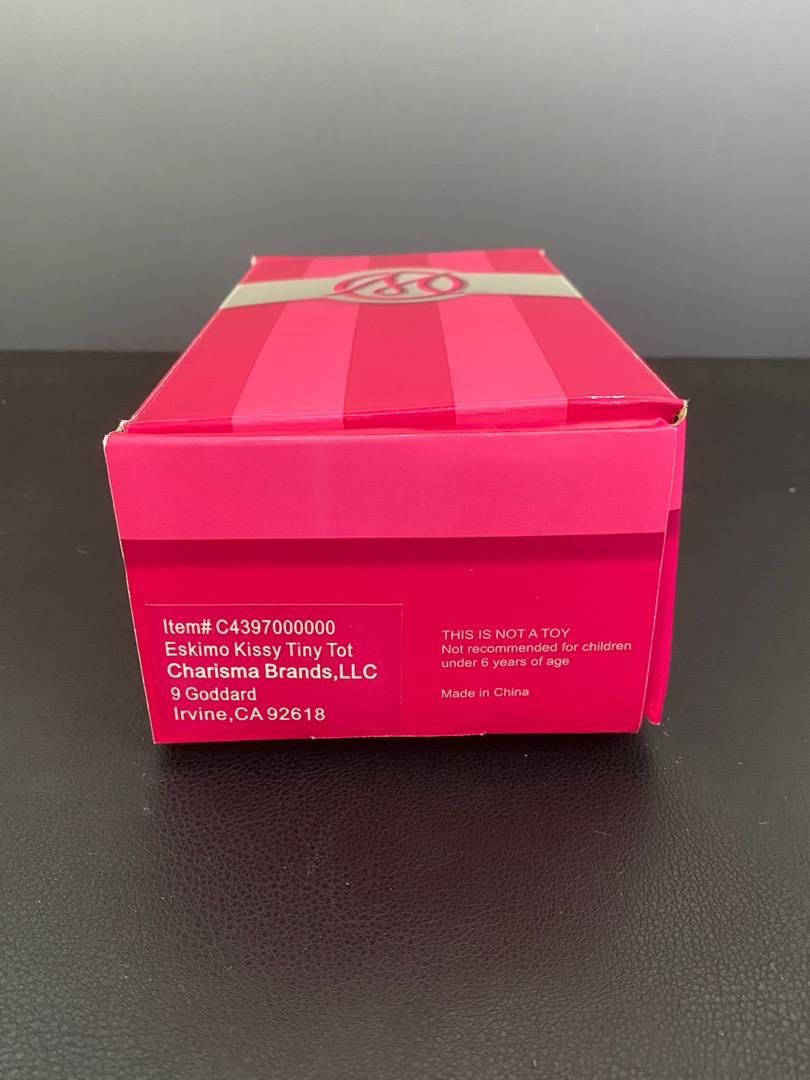 Item# C4397000000
Eskimo Kissy Tiny Tot
Charisma Brands,LLC
9 Goddard
Irvine,CA 92618
THIS IS NOT A TOY
Not recommended for children
under 6 years of age
Made in China